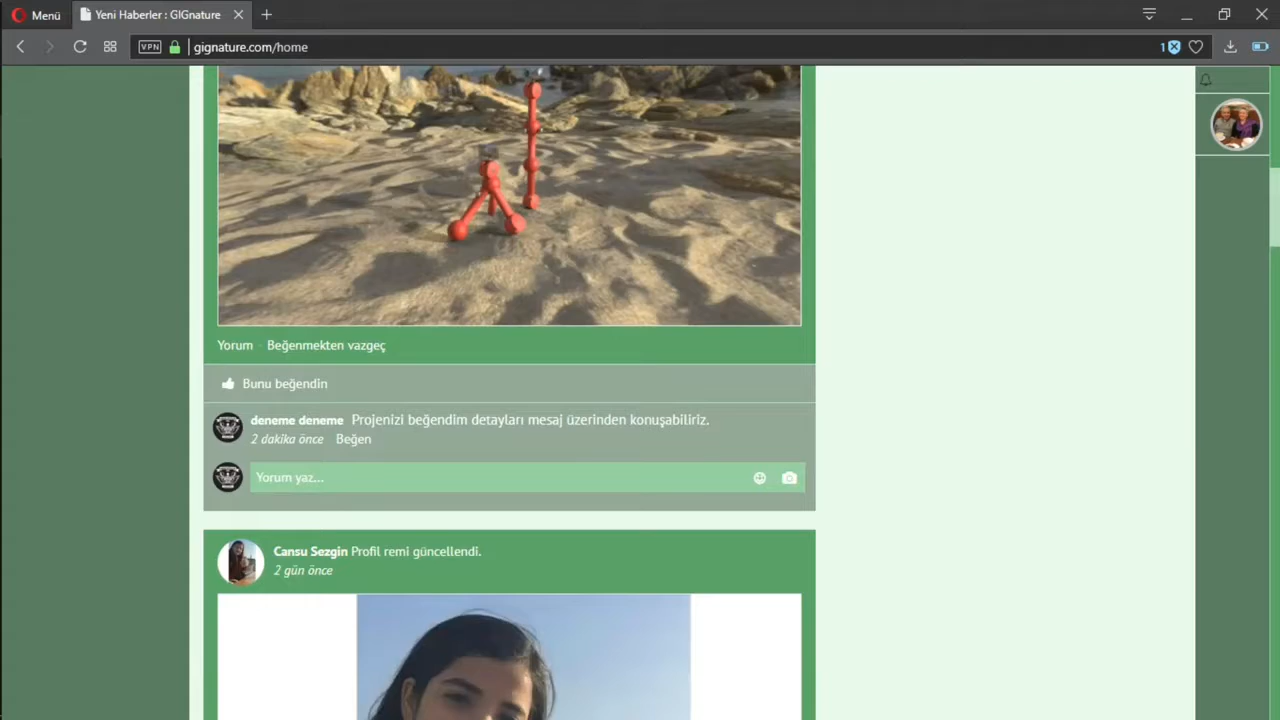 Menü
Yeni Haberler : GIGnature
VPN
gignature.com/home
1
Yorum - Beğenmekten vazgeç
Bunu beğendin
deneme deneme Projenizi beğendim detayları mesaj üzerinden konuşabiliriz.
2 dakika önce Beğen
Yorum yaz...
Cansu Sezgin Profil remi güncellendi.
2 gün önce